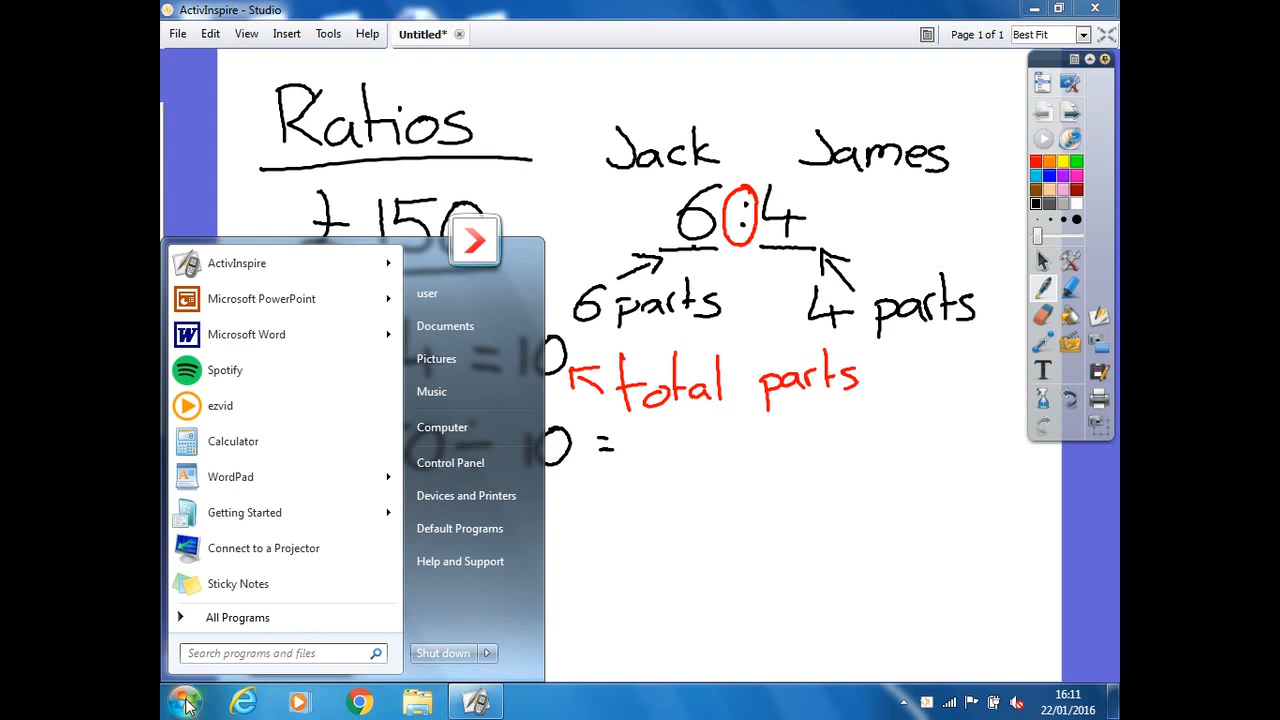 ActivInspire - Studio
File Edit View Insert Tools Help Untitled* Page 1 of 1 Best Fit
Ratios
Jack James
£150 6:4
6 parts 4 parts
4 = 10 total parts
0 ÷ 10 =
ActivInspire
Microsoft PowerPoint
Microsoft Word
Spotify
ezvid
Calculator
WordPad
Getting Started
Connect to a Projector
Sticky Notes
All Programs
Search programs and files
user
Documents
Pictures
Music
Computer
Control Panel
Devices and Printers
Default Programs
Help and Support
Shut down
T
16:11
22/01/2016